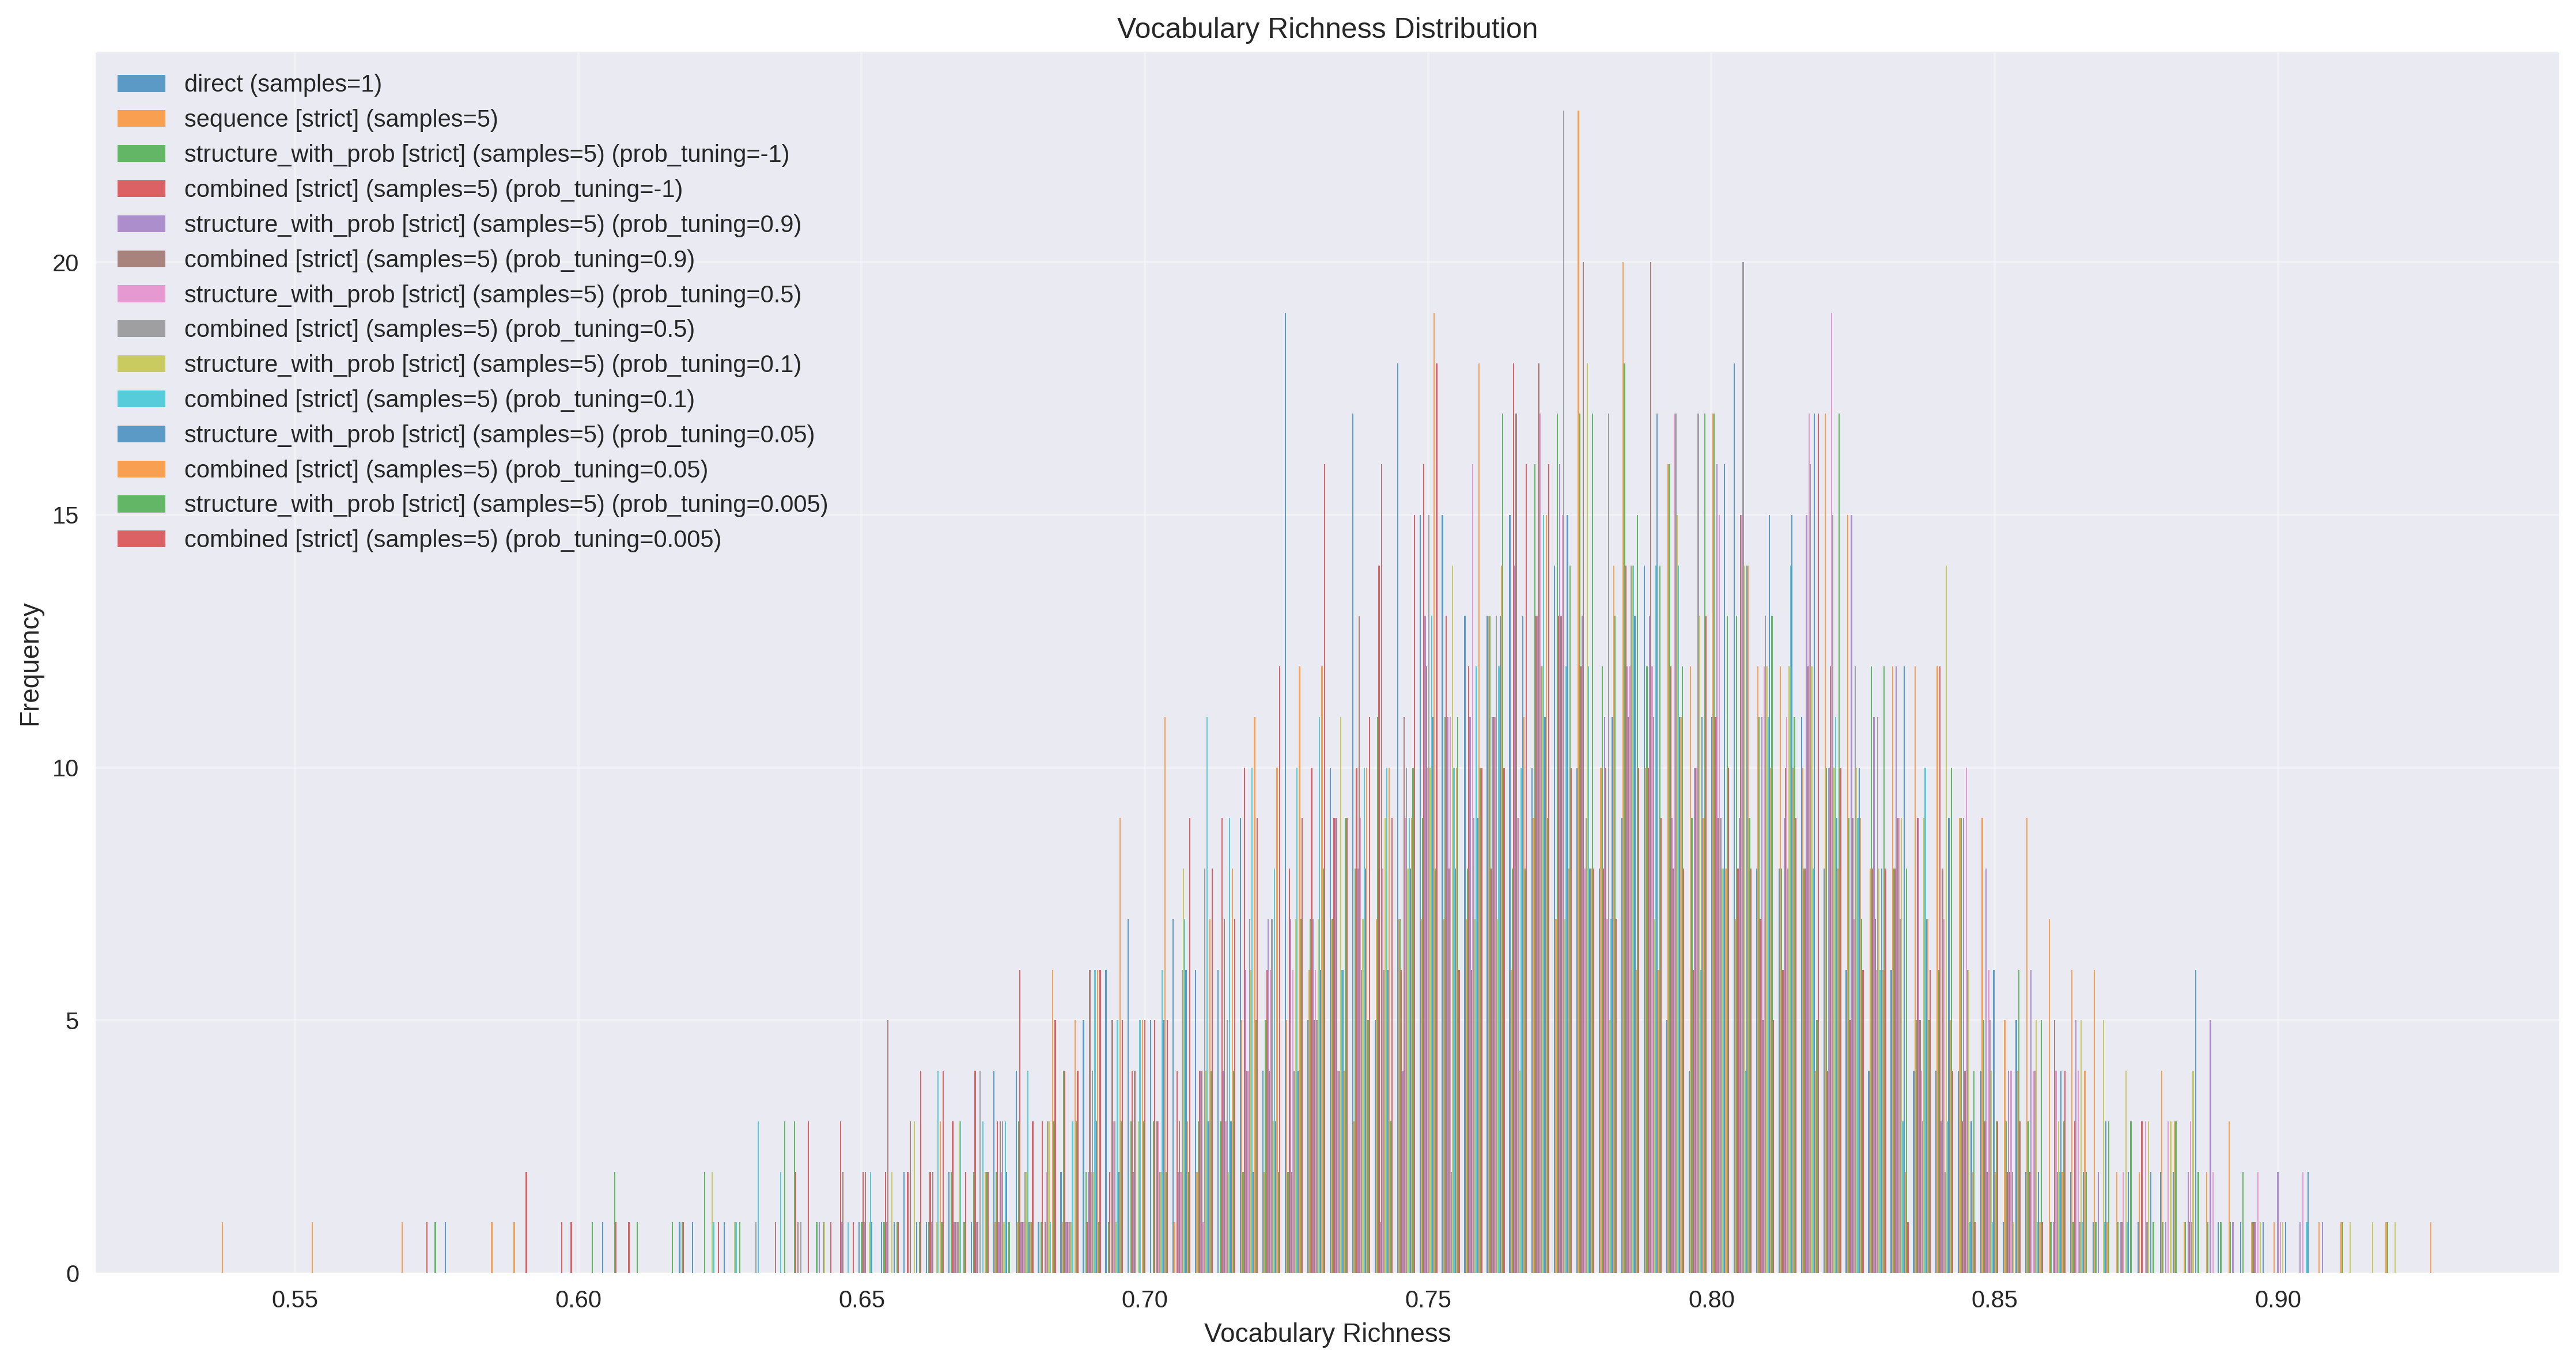 Vocabulary Richness Distribution
direct (samples=1)
sequence [strict] (samples=5)
structure_with_prob [strict] (samples=5) (prob_tuning=-1)
combined [strict] (samples=5) (prob_tuning=-1)
structure_with_prob [strict] (samples=5) (prob_tuning=0.9)
combined [strict] (samples=5) (prob_tuning=0.9)
structure_with_prob [strict] (samples=5) (prob_tuning=0.5)
combined [strict] (samples=5) (prob_tuning=0.5)
structure_with_prob [strict] (samples=5) (prob_tuning=0.1)
combined [strict] (samples=5) (prob_tuning=0.1)
structure_with_prob [strict] (samples=5) (prob_tuning=0.05)
combined [strict] (samples=5) (prob_tuning=0.05)
structure_with_prob [strict] (samples=5) (prob_tuning=0.005)
combined [strict] (samples=5) (prob_tuning=0.005)
Frequency
20
15
10
5
0
0.55 0.60 0.65 0.70 0.75 0.80 0.85 0.90
Vocabulary Richness